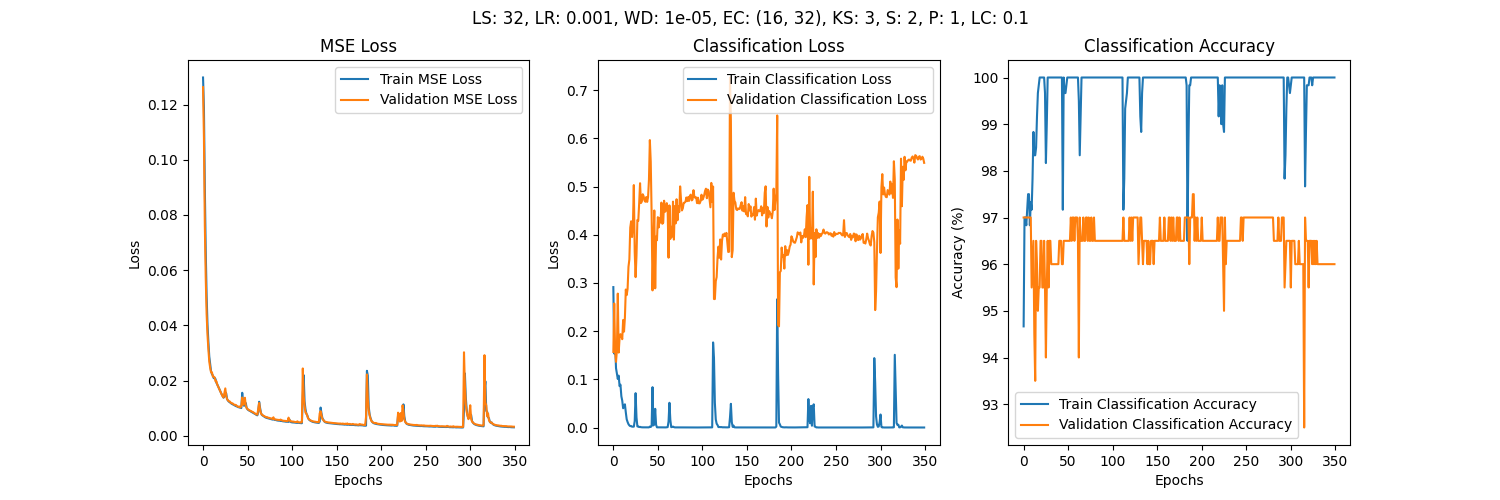 LS: 32, LR: 0.001, WD: 1e-05, EC: (16, 32), KS: 3, S: 2, P: 1, LC: 0.1
MSE Loss
Loss
0.12
0.10
0.08
0.06
0.04
0.02
0.00
Train MSE Loss
Validation MSE Loss
0 50 100 150 200 250 300 350
Epochs
Classification Loss
Loss
0.7
0.6
0.5
0.4
0.3
0.2
0.1
0.0
Train Classification Loss
Validation Classification Loss
0 50 100 150 200 250 300 350
Epochs
Classification Accuracy
Accuracy (%)
100
99
98
97
96
95
94
93
Train Classification Accuracy
Validation Classification Accuracy
0 50 100 150 200 250 300 350
Epochs